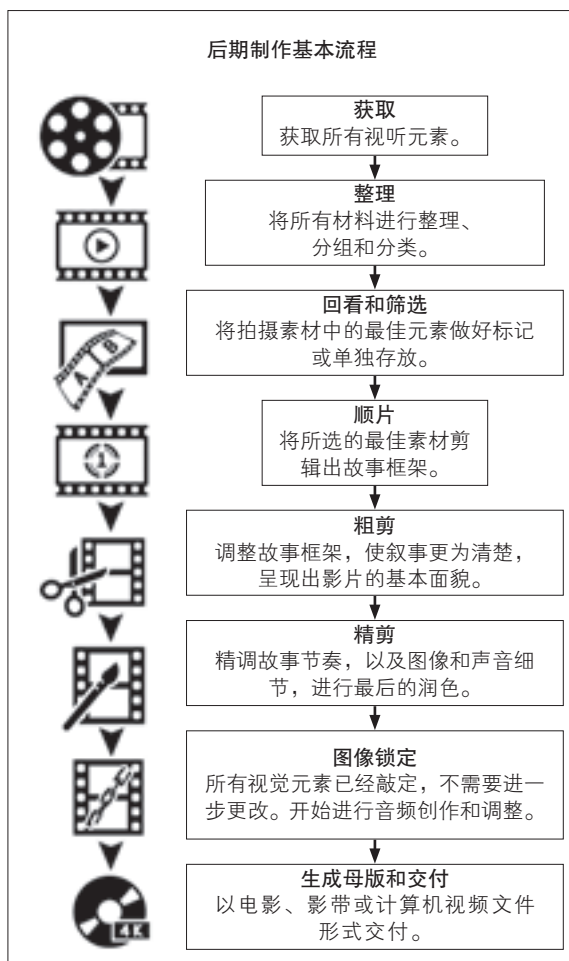 后期制作基本流程
获取
获取所有视听元素。
整理
将所有材料进行整理、
分组和分类。
回看和筛选
将拍摄素材中的最佳元素做好标记
或单独存放。
顺片
将所选的最佳素材剪
辑出故事框架。
粗剪
调整故事框架，使叙事更为清楚，
呈现出影片的基本面貌。
精剪
精调故事节奏，以及图像和声音细
节，进行最后的润色。
图像锁定
所有视觉元素已经敲定，不需要进一
步更改。开始进行音频创作和调整。
生成母版和交付
以电影、影带或计算机视频文件
形式交付。
A
B
1
4K